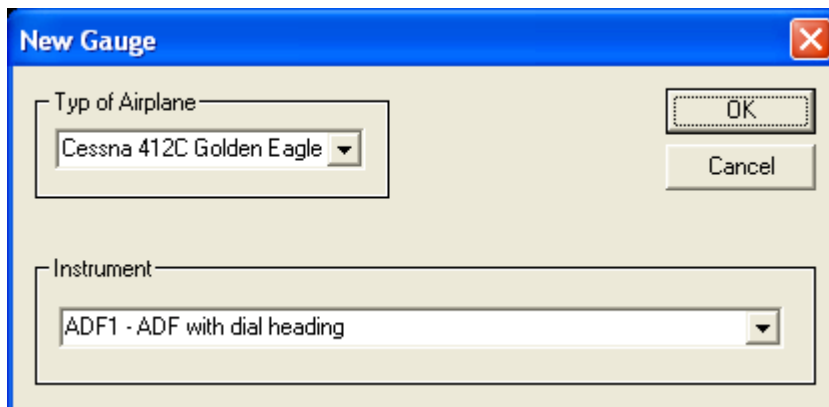 New Gauge
Typ of Airplane
Cessna 412C Golden Eagle
OK
Cancel
Instrument
ADF1 - ADF with dial heading